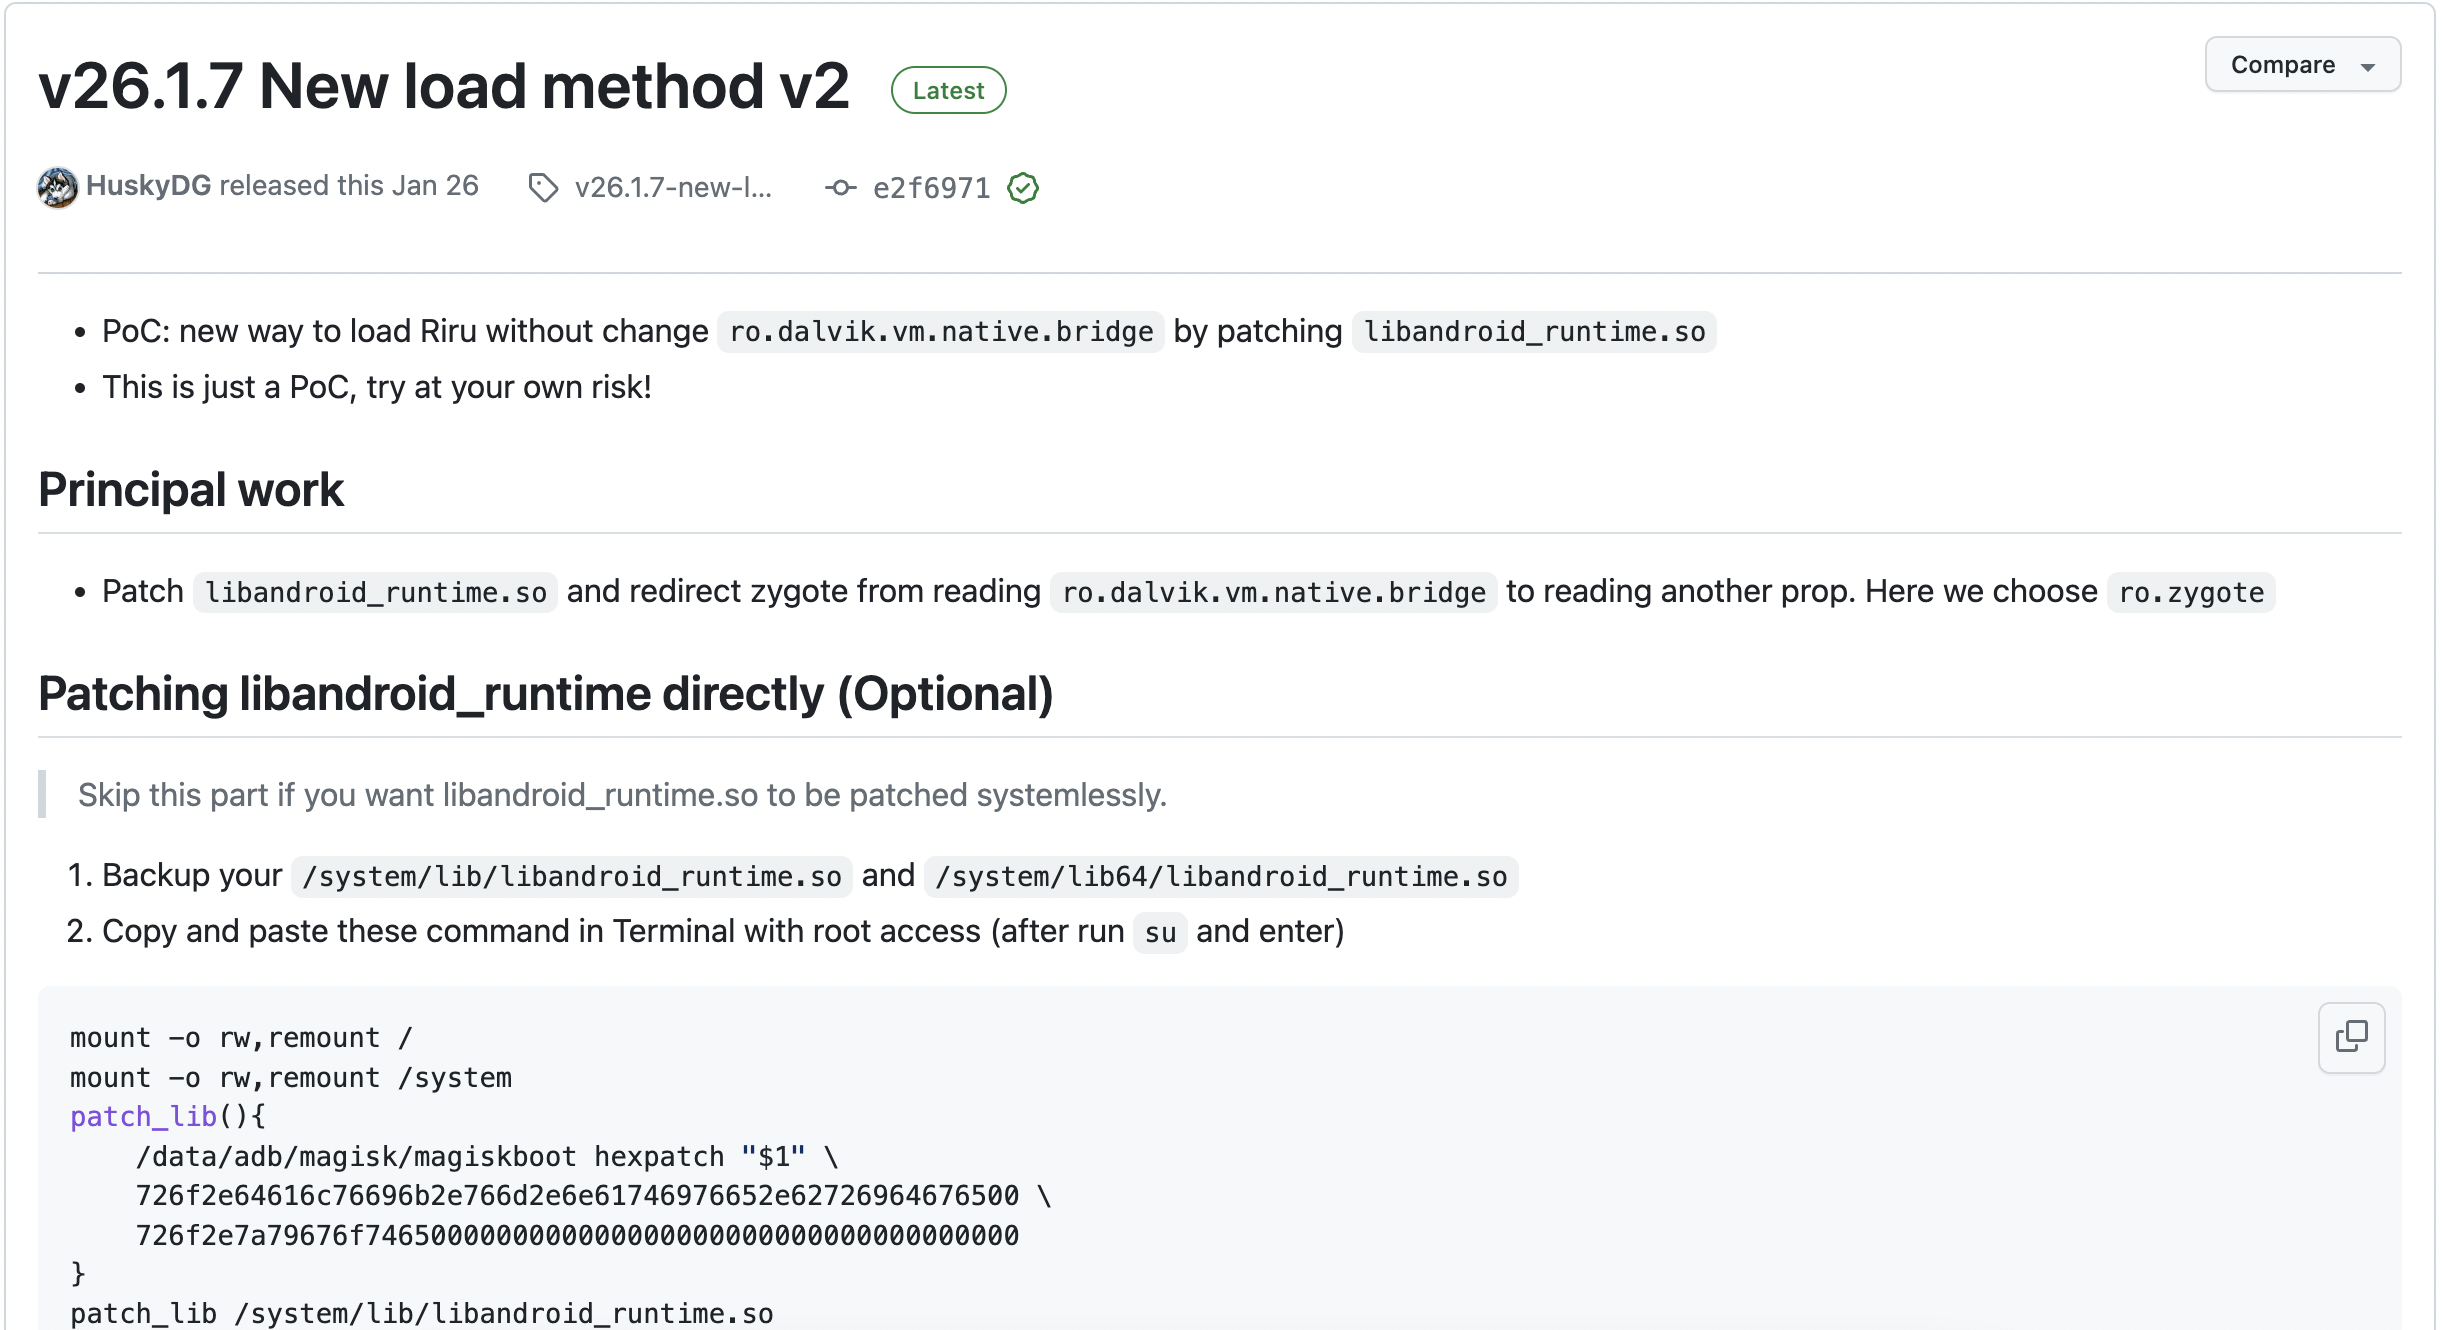 v26.1.7 New load method v2 Latest
Compare
HuskyDG released this Jan 26 v26.1.7-new-l... e2f6971
• PoC: new way to load Riru without change ro.dalvik.vm.native.bridge by patching libandroid_runtime.so
• This is just a PoC, try at your own risk!
Principal work
• Patch libandroid_runtime.so and redirect zygote from reading ro.dalvik.vm.native.bridge to reading another prop. Here we choose ro.zygote
Patching libandroid_runtime directly (Optional)
Skip this part if you want libandroid_runtime.so to be patched systemlessly.
1. Backup your /system/lib/libandroid_runtime.so and /system/lib64/libandroid_runtime.so
2. Copy and paste these command in Terminal with root access (after run su and enter)
mount -o rw,remount /
mount -o rw,remount /system
patch_lib(){
/data/adb/magisk/magiskboot hexpatch "$1" \
726f2e64616c76696b2e766d2e6e61746976652e62726964676500 \
726f2e7a79676f7465000000000000000000000000000000000000
}
patch_lib /system/lib/libandroid_runtime.so